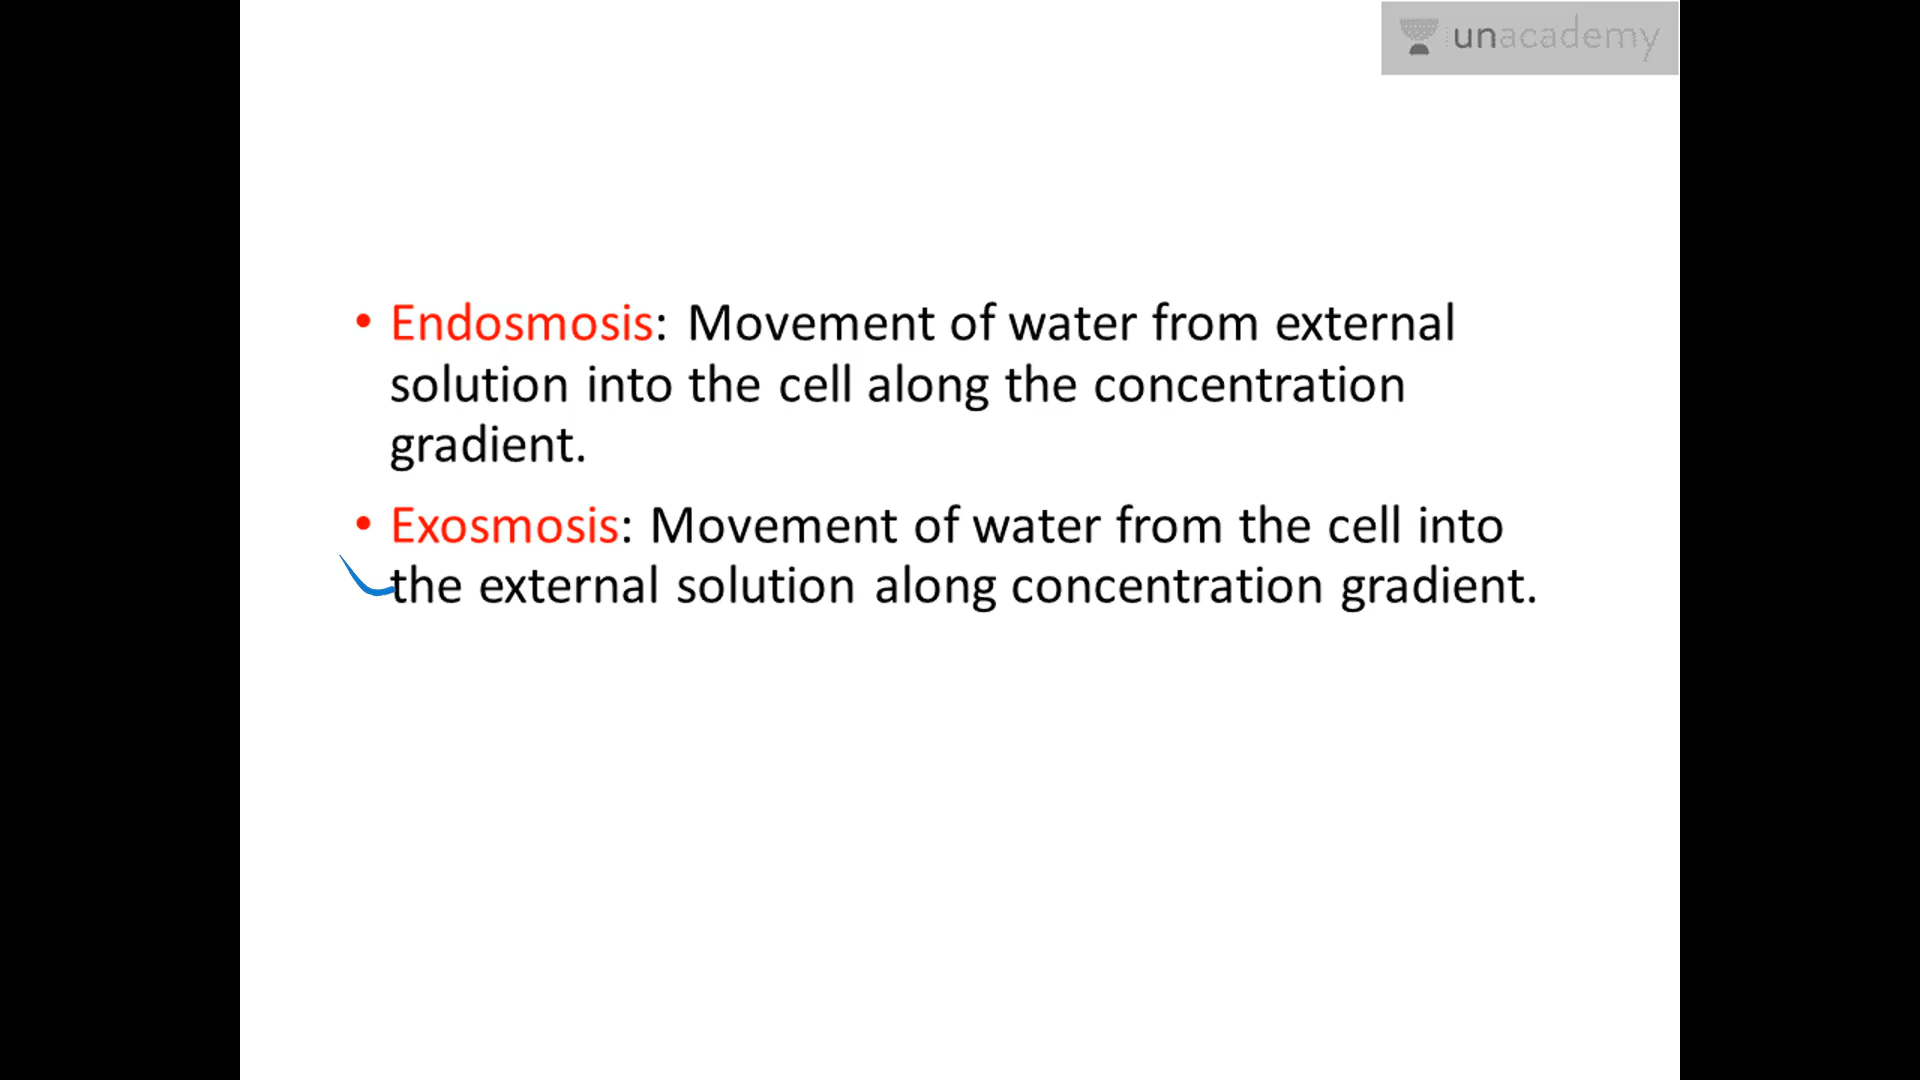 unacademy
• Endosmosis: Movement of water from external
solution into the cell along the concentration
gradient.
• Exosmosis: Movement of water from the cell into
the external solution along concentration gradient.